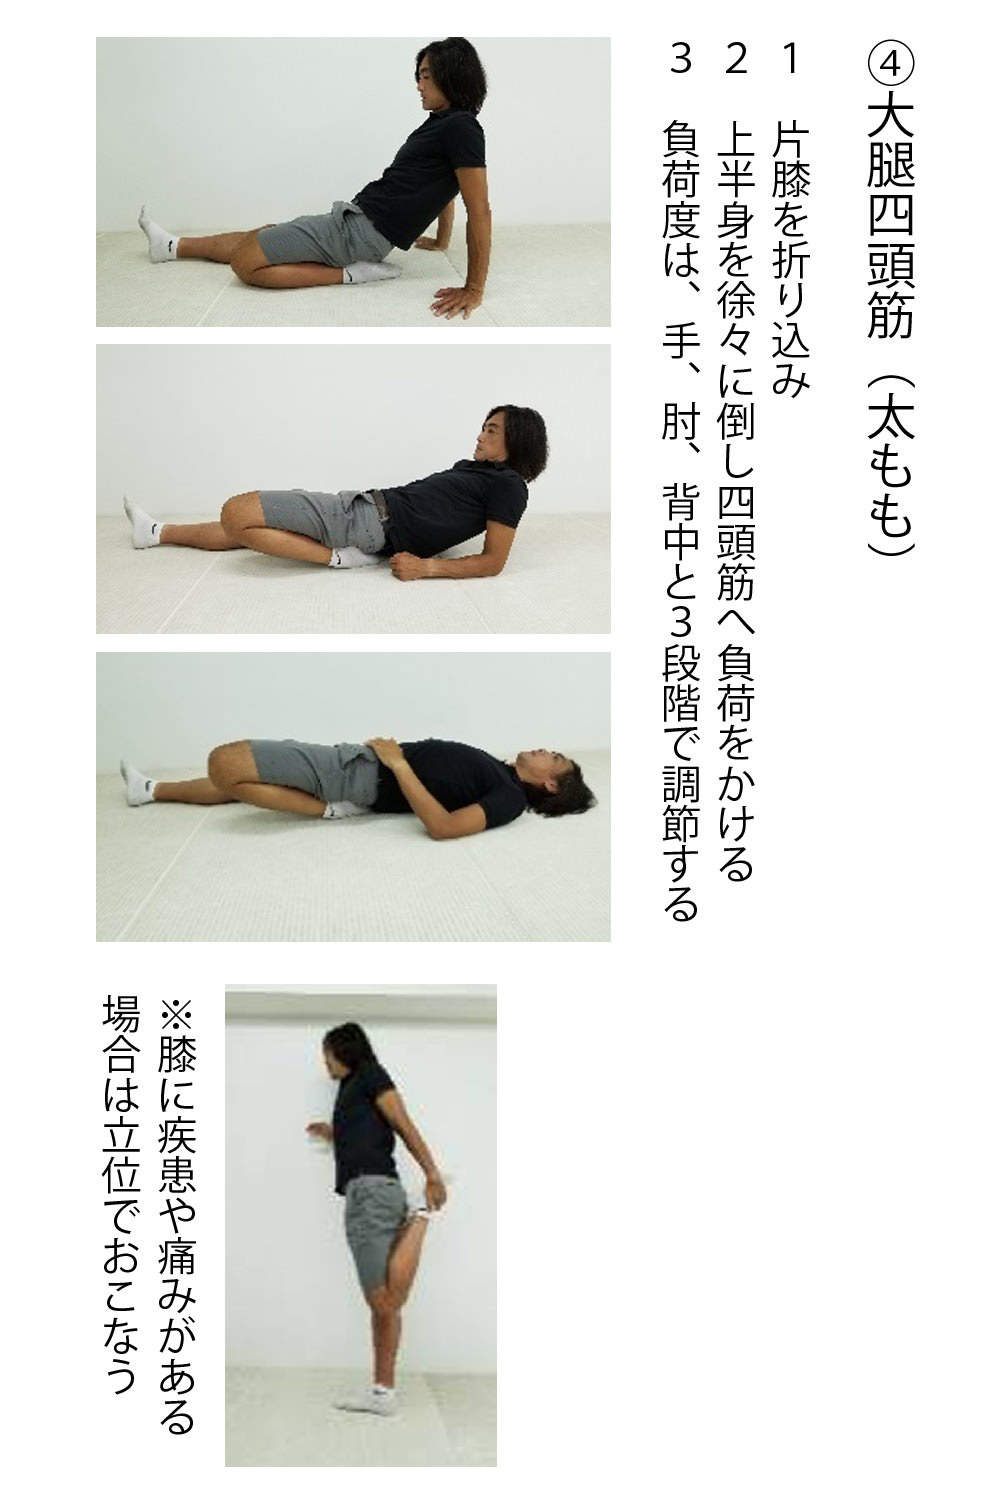 ④大腿四頭筋（太もも）
1　片膝を折り込み
2　上半身を徐々に倒し四頭筋へ負荷をかける
3　負荷度は、手、肘、背中と3段階で調節する
※膝に疾患や痛みがある
場合は立位でおこなう